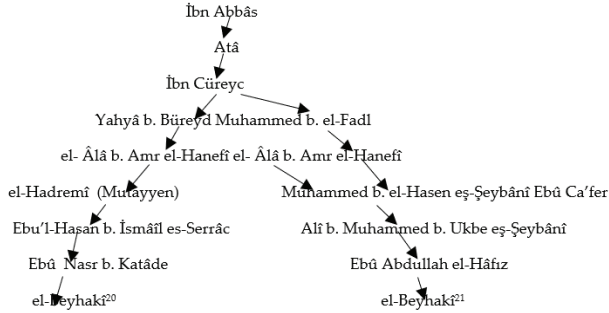 İbn Abbâs
Atâ
İbn Cüreyc
Yahyâ b. Büreyd Muhammed b. el-Fadl
el- Âlâ b. Amr el-Hanefî el- Âlâ b. Amr el-Hanefî
el-Hadremî (Mutayyen) Muhammed b. el-Hasen eş-Şeybânî Ebû Ca’fer
Ebu’l-Hasan b. İsmâîl es-Serrâc Alî b. Muhammed b. Ukbe eş-Şeybânî
Ebû Nasr b. Katâde Ebû Abdullah el-Hâfız
el-Beyhakî²⁰ el-Beyhakî²¹